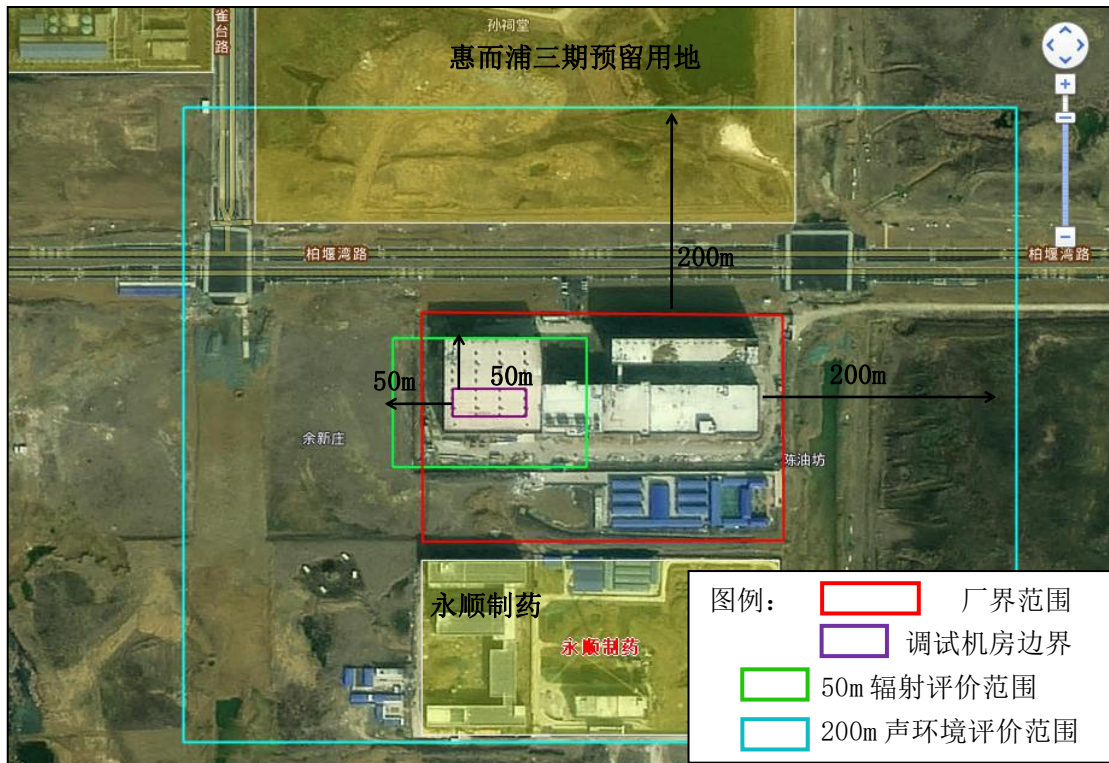 雀台路
孙祠堂
惠而浦三期预留用地
柏堰湾路
200m
柏堰湾路
50m
50m
200m
余新庄
陈油坊
永顺制药
永顺制药
图例：
厂界范围
调试机房边界
50m 辐射评价范围
200m 声环境评价范围